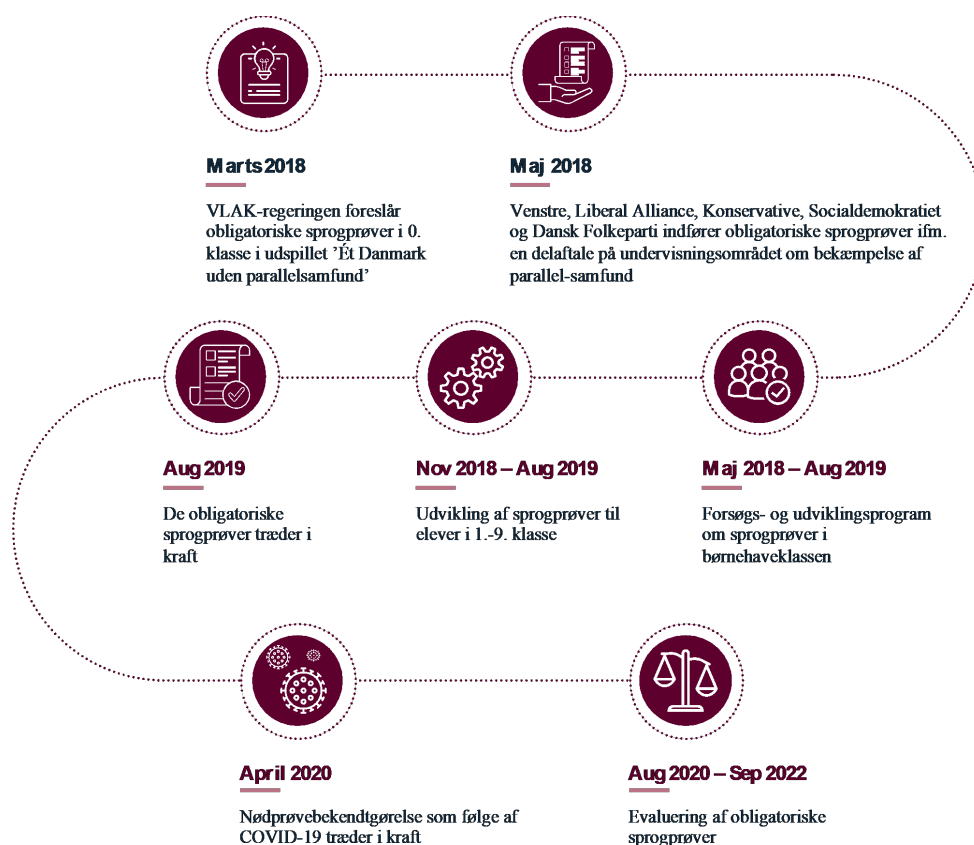 Marts 2018
VLAK-regeringen foreslår
obligatoriske sprogprøver i 0.
klasse i udspillet ’Ét Danmark
uden parallelsamfund’
Maj 2018
Venstre, Liberal Alliance, Konservative, Socialdemokratiet
og Dansk Folkeparti indfører obligatoriske sprogprøver ifm.
en delaftale på undervisningsområdet om bekæmpelse af
parallel-samfund
Maj 2018 – Aug 2019
Forsøgs- og udviklingsprogram
om sprogprøver i
børnehaveklassen
Nov 2018 – Aug 2019
Udvikling af sprogprøver til
elever i 1.-9. klasse
Aug 2019
De obligatoriske
sprogprøver træder i
kraft
April 2020
Nødprøvebekendtgørelse som følge af
COVID-19 træder i kraft
Aug 2020 – Sep 2022
Evaluering af obligatoriske
sprogprøver